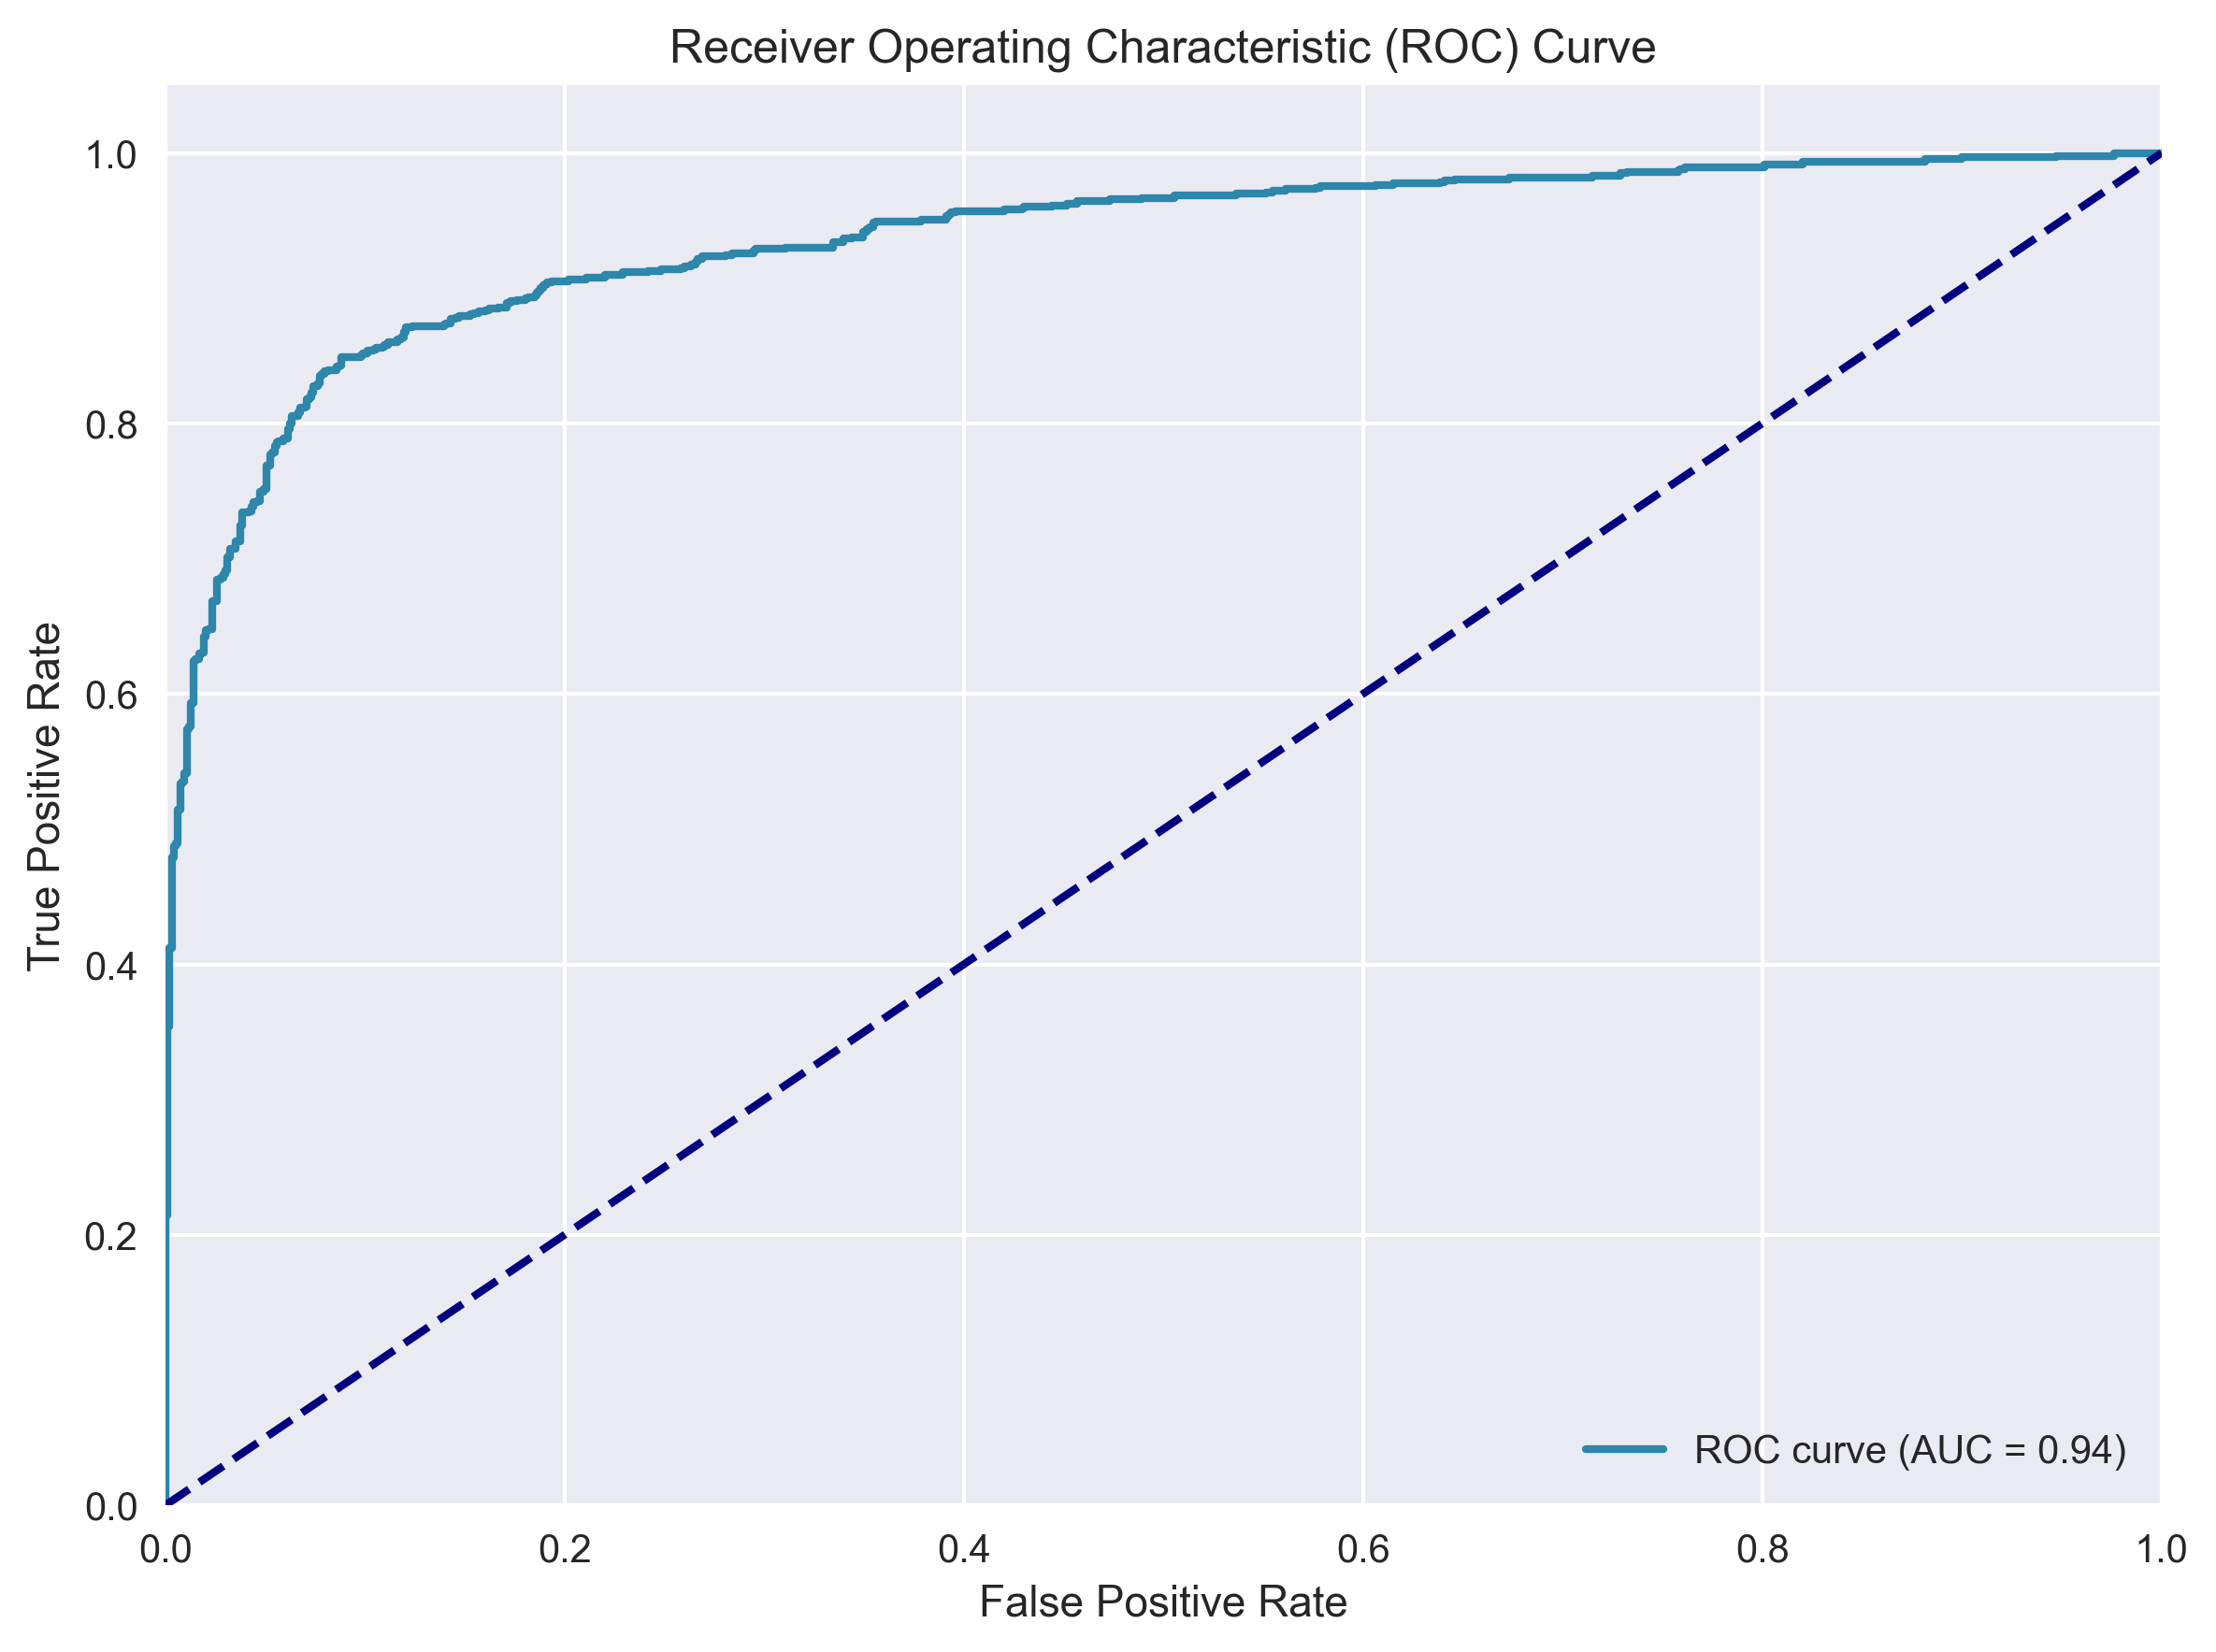 Receiver Operating Characteristic (ROC) Curve
1.0
0.8
0.6
0.4
0.2
0.0
True Positive Rate
ROC curve (AUC = 0.94)
0.0 0.2 0.4 0.6 0.8 1.0
False Positive Rate